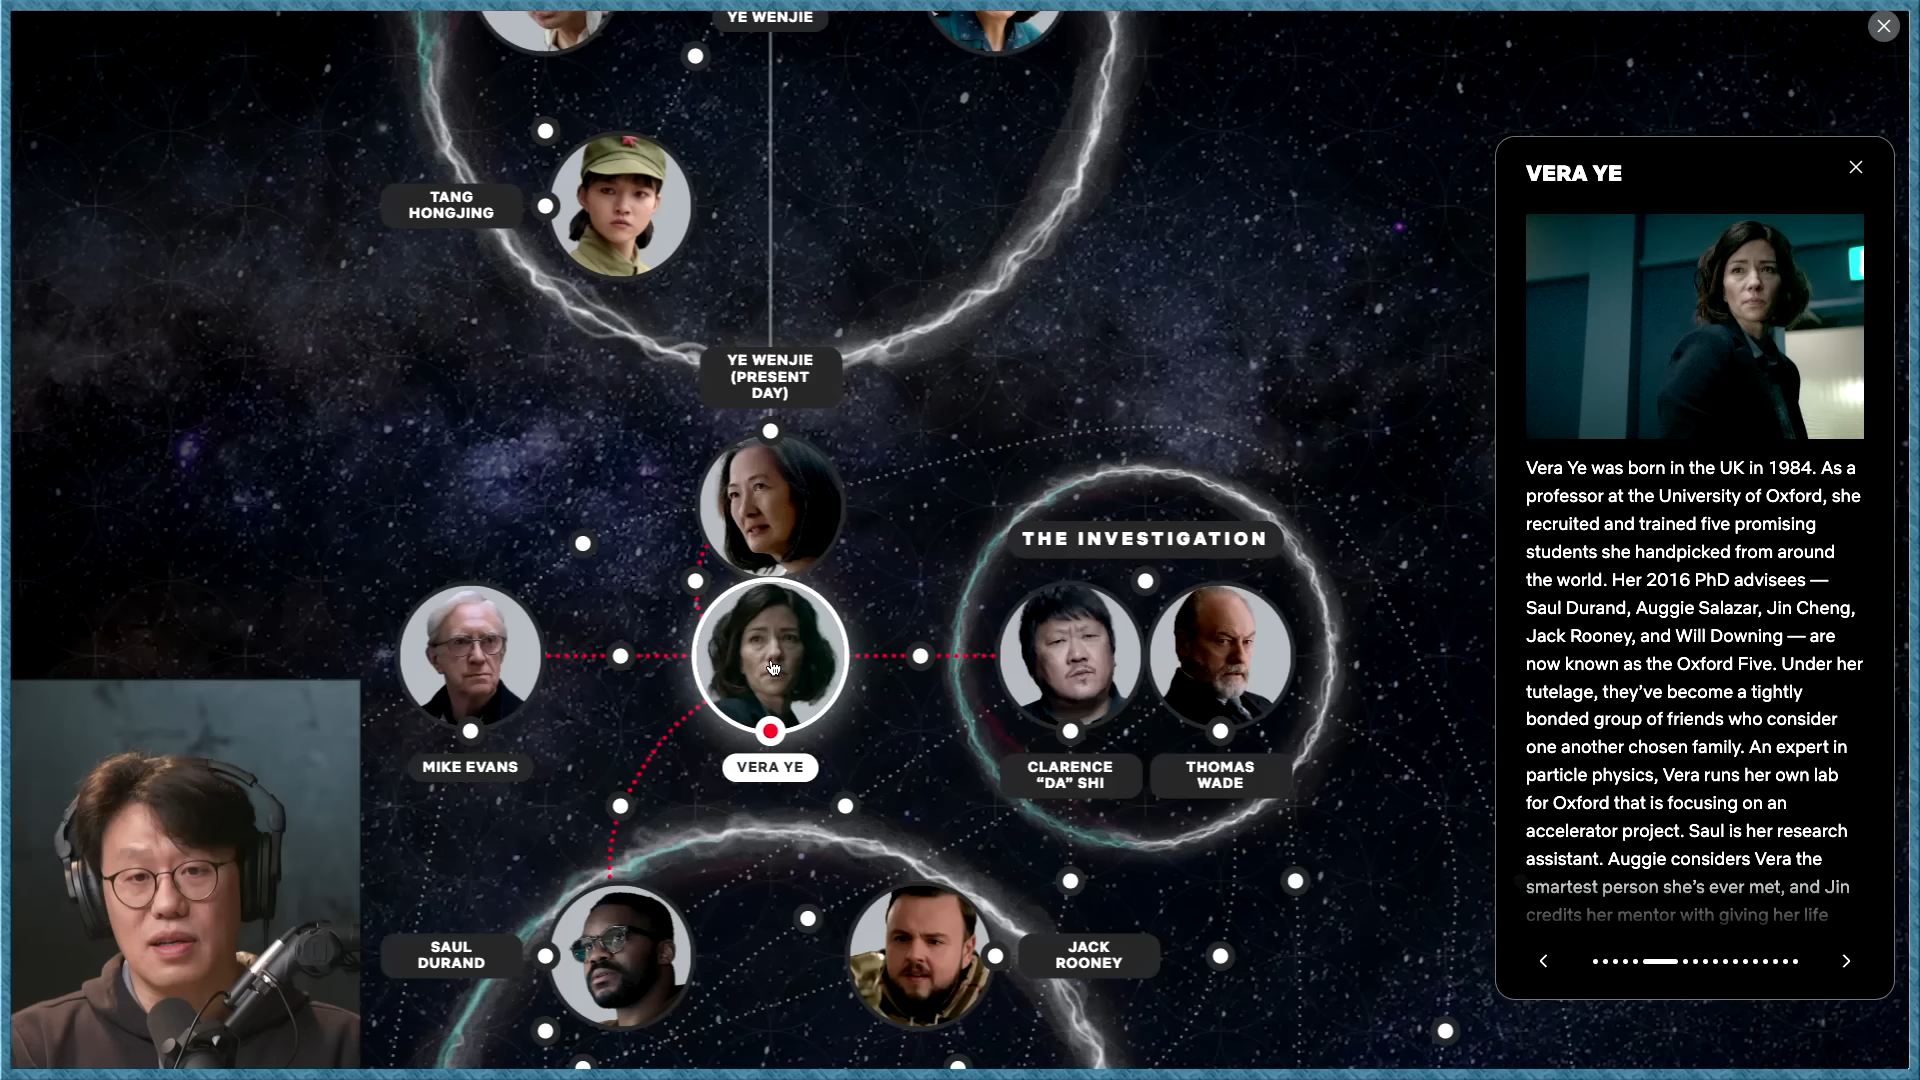 YE WENJIE
TANG
HONGJING
YE WENJIE
(PRESENT
DAY)
THE INVESTIGATION
MIKE EVANS
VERA YE
CLARENCE
“DA” SHI
THOMAS
WADE
SAUL
DURAND
JACK
ROONEY
VERA YE
Vera Ye was born in the UK in 1984. As a
professor at the University of Oxford, she
recruited and trained five promising
students she handpicked from around
the world. Her 2016 PhD advisees —
Saul Durand, Auggie Salazar, Jin Cheng,
Jack Rooney, and Will Downing — are
now known as the Oxford Five. Under her
tutelage, they’ve become a tightly
bonded group of friends who consider
one another chosen family. An expert in
particle physics, Vera runs her own lab
for Oxford that is focusing on an
accelerator project. Saul is her research
assistant. Auggie considers Vera the
smartest person she’s ever met, and Jin
credits her mentor with giving her life